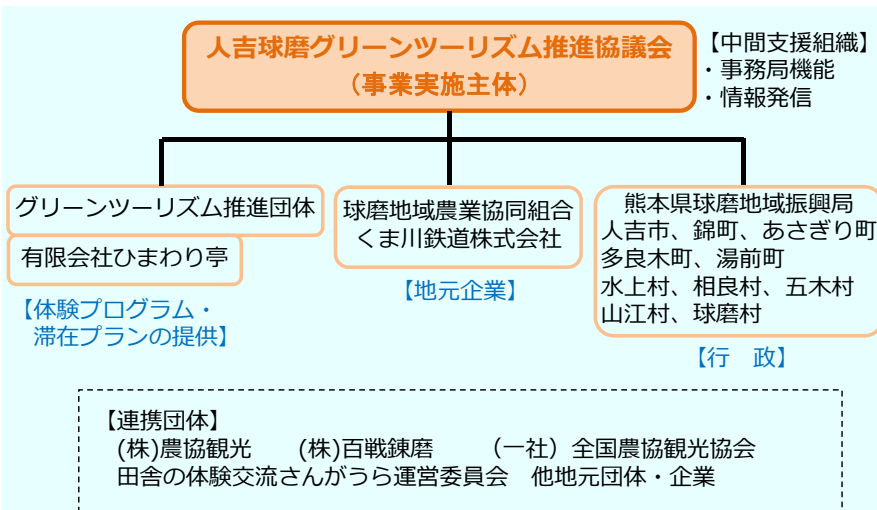 人吉球磨グリーンツーリズム推進協議会
（事業実施主体）
【中間支援組織】
・事務局機能
・情報発信
グリーンツーリズム推進団体
有限会社ひまわり亭
【体験プログラム・
滞在プランの提供】
球磨地域農業協同組合
くま川鉄道株式会社
【地元企業】
熊本県球磨地域振興局
人吉市、錦町、あさぎり町
多良木町、湯前町
水上村、相良村、五木村
山江村、球磨村
【行　政】
【連携団体】
(株)農協観光　　(株)百戦錬磨　　（一社）全国農協観光協会
田舎の体験交流さんがうら運営委員会　他地元団体・企業